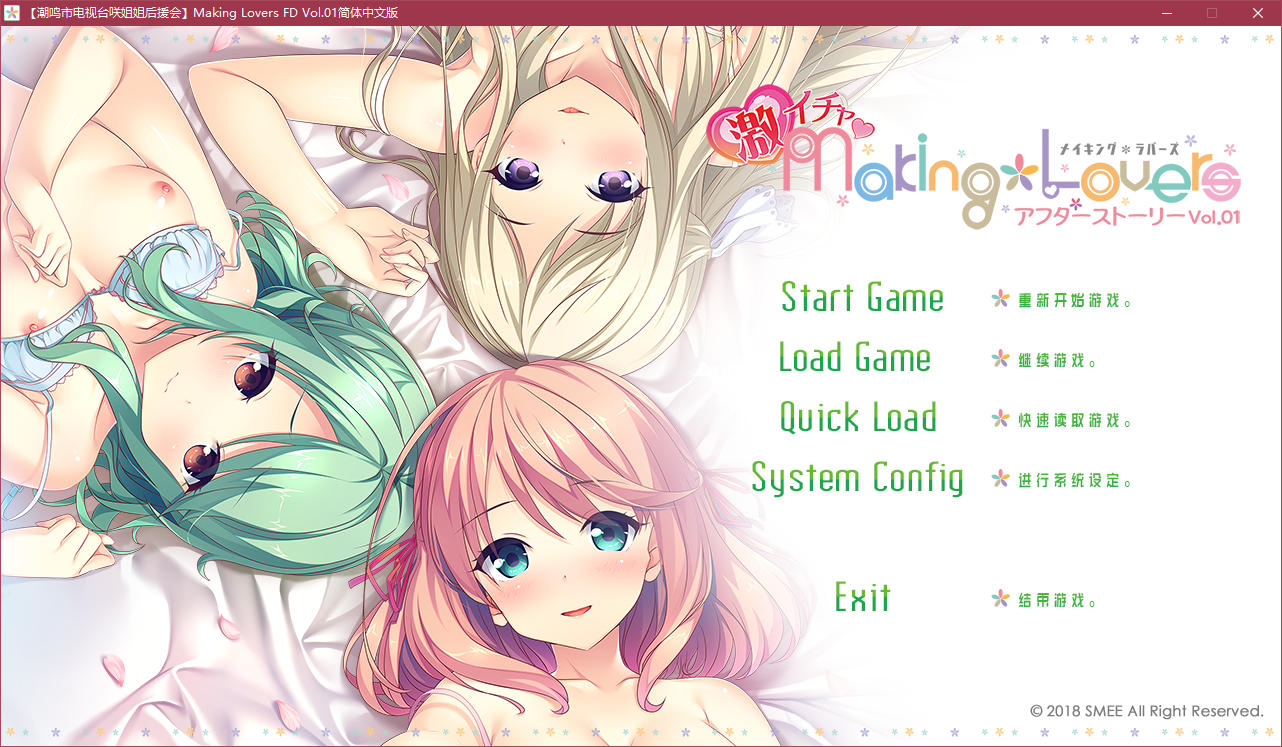 【潮鸣市电视台咲姐姐后援会】Making Lovers FD Vol.01简体中文版
激イチャ
メイキング*ラバーズ
Making*Lovers
アフターストーリーVol.01
Start Game 重新开始游戏。
Load Game 继续游戏。
Quick Load 快速读取游戏。
System Config 进行系统设定。
Exit 结束游戏。
© 2018 SMEE All Right Reserved.